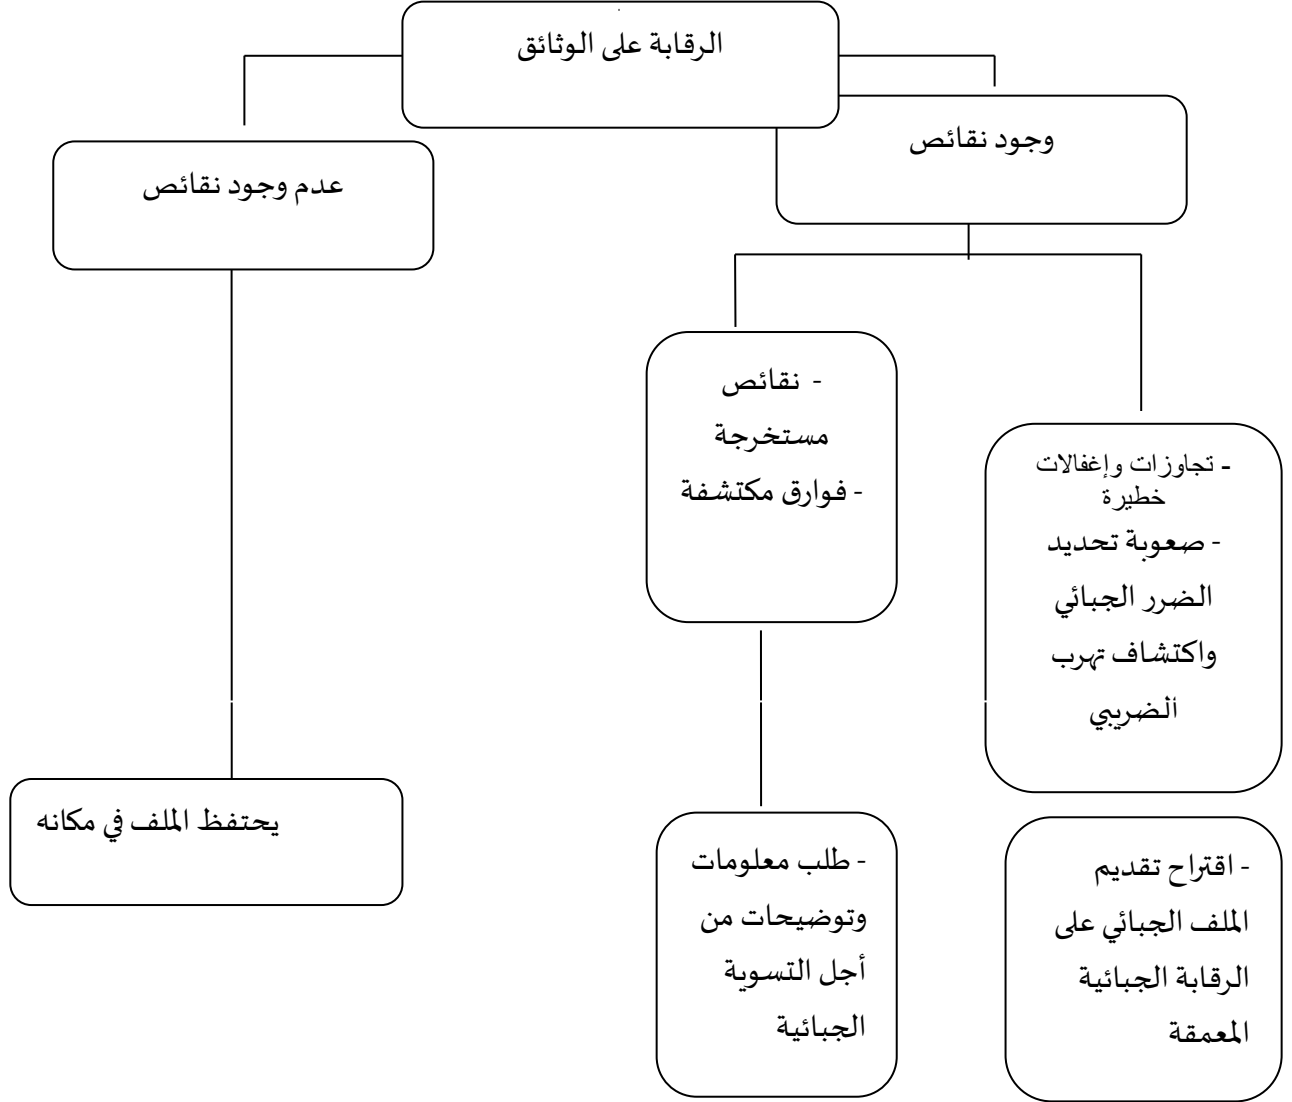 الرقابة على الوثائق
وجود نقائص
عدم وجود نقائص
- نقائص
مستخرجة
- فوارق مكتشفة
- تجاوزات وإغفالات
خطيرة
- صعوبة تحديد
الضرر الجبائي
واكتشاف تهرب
الضريبي
يحتفظ الملف في مكانه
- طلب معلومات
وتوضيحات من
أجل التسوية
الجبائية
- اقتراح تقديم
الملف الجبائي على
الرقابة الجبائية
المعمقة